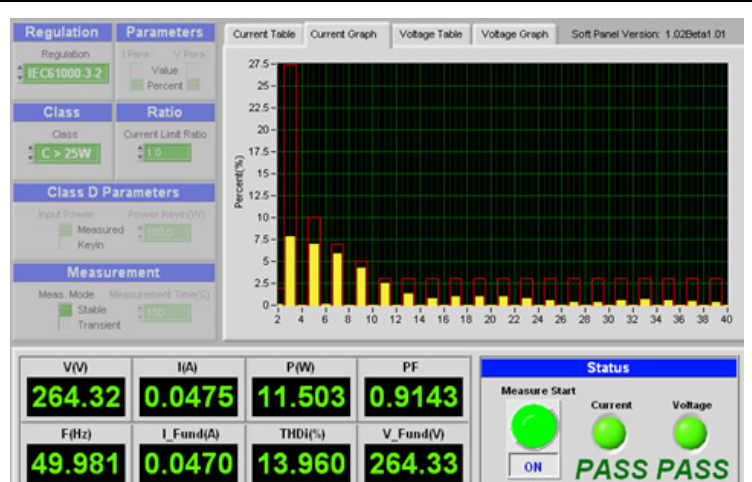 Regulation
Parameters
Current Table
Current Graph
Voltage Table
Voltage Graph
Soft Panel Version: 1.02Beta1.01
Regulation
I Para.
V Para.
IEC61000-3-2
Value
Percent
Class
Ratio
Class
Current Limit Ratio
C > 25W
1.0
Class D Parameters
Input Power
Power Keyin(W)
Measured
100.0
Keyin
Measurement
Meas. Mode
Measurement Time(S)
Stable
150
Transient
Percent(%)
27.5
25
22.5
20
17.5
15
12.5
10
7.5
5
2.5
0
2 4 6 8 10 12 14 16 18 20 22 24 26 28 30 32 34 36 38 40
V(V)
I(A)
P(W)
PF
264.32
0.0475
11.503
0.9143
F(Hz)
I_Fund(A)
THDi(%)
V_Fund(V)
49.981
0.0470
13.960
264.33
Status
Measure Start
Current
Voltage
ON
PASS
PASS